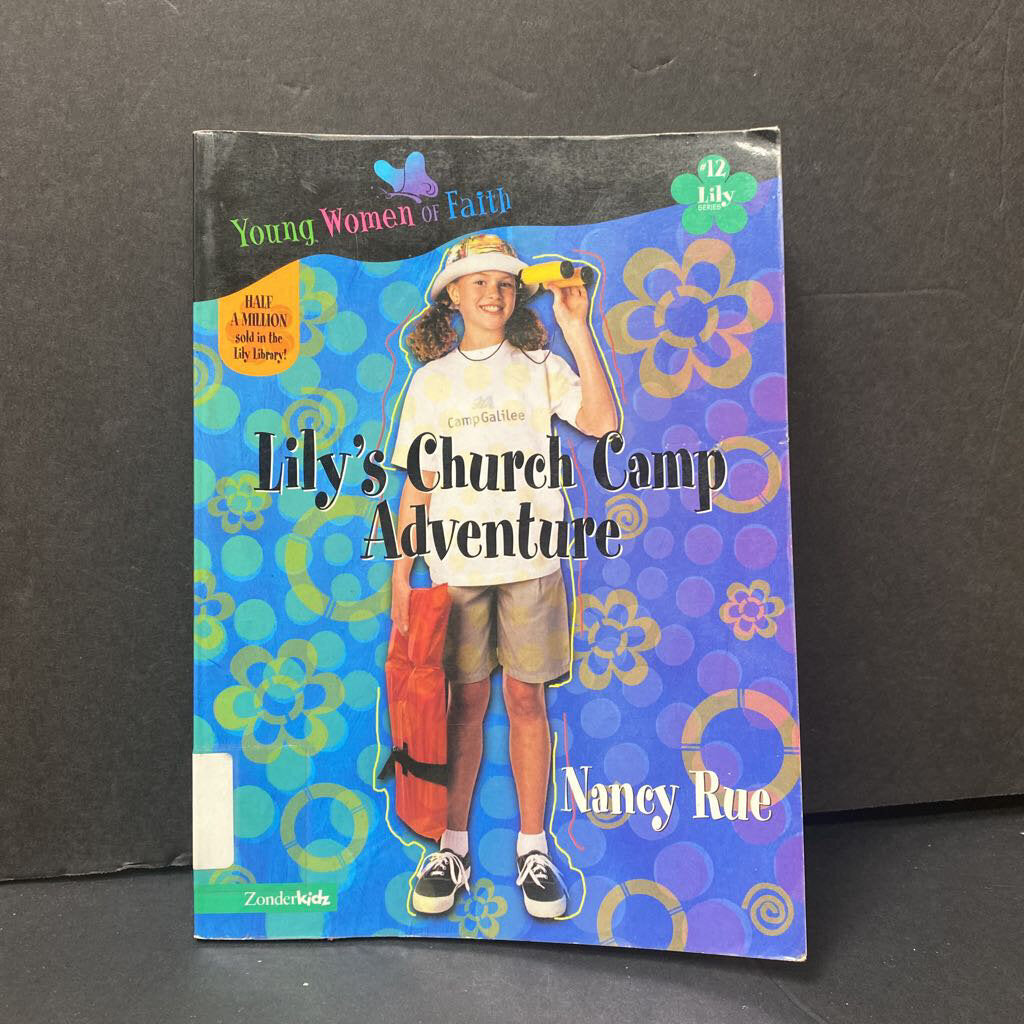 #12
Lily
SERIES
Young Women OF Faith
HALF
A MILLION
sold in the
Lily Library!
CampGalilee
Lily's Church Camp
Adventure
Nancy Rue
Zonderkidz